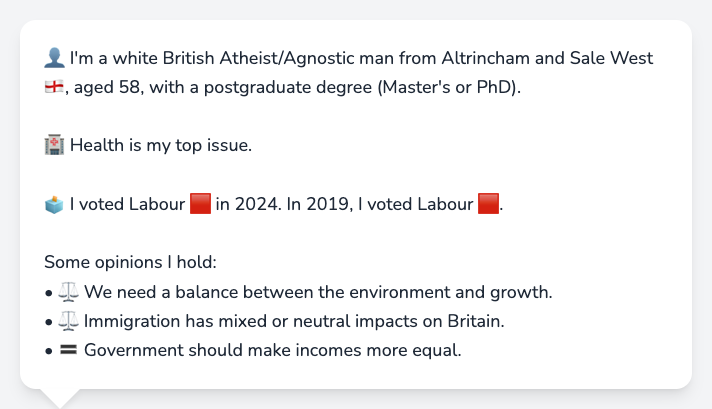 👤 I'm a white British Atheist/Agnostic man from Altrincham and Sale West
🏴󠁧󠁢󠁥󠁮󠁧󠁿, aged 58, with a postgraduate degree (Master's or PhD).
🏥 Health is my top issue.
🗳️ I voted Labour 🟥 in 2024. In 2019, I voted Labour 🟥.
Some opinions I hold:
• ⚖️ We need a balance between the environment and growth.
• ⚖️ Immigration has mixed or neutral impacts on Britain.
• 🟰 Government should make incomes more equal.